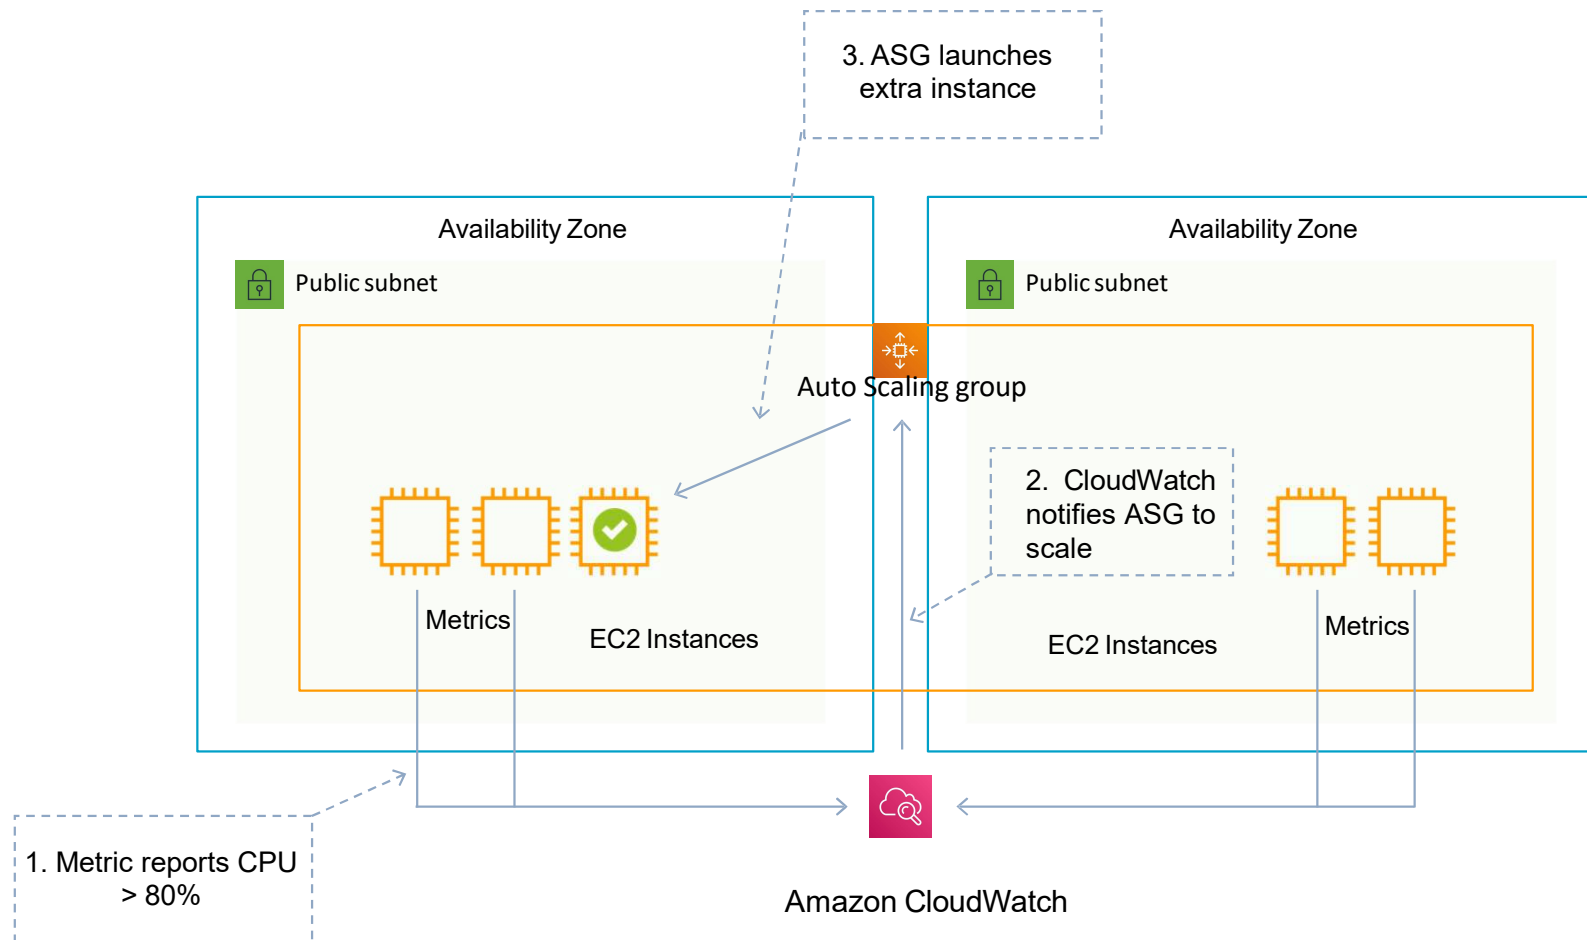 3. ASG launches
extra instance
Availability Zone
Availability Zone
Public subnet
Public subnet
Auto Scaling group
2. CloudWatch
notifies ASG to
scale
Metrics
EC2 Instances
EC2 Instances
Metrics
1. Metric reports CPU
> 80%
Amazon CloudWatch